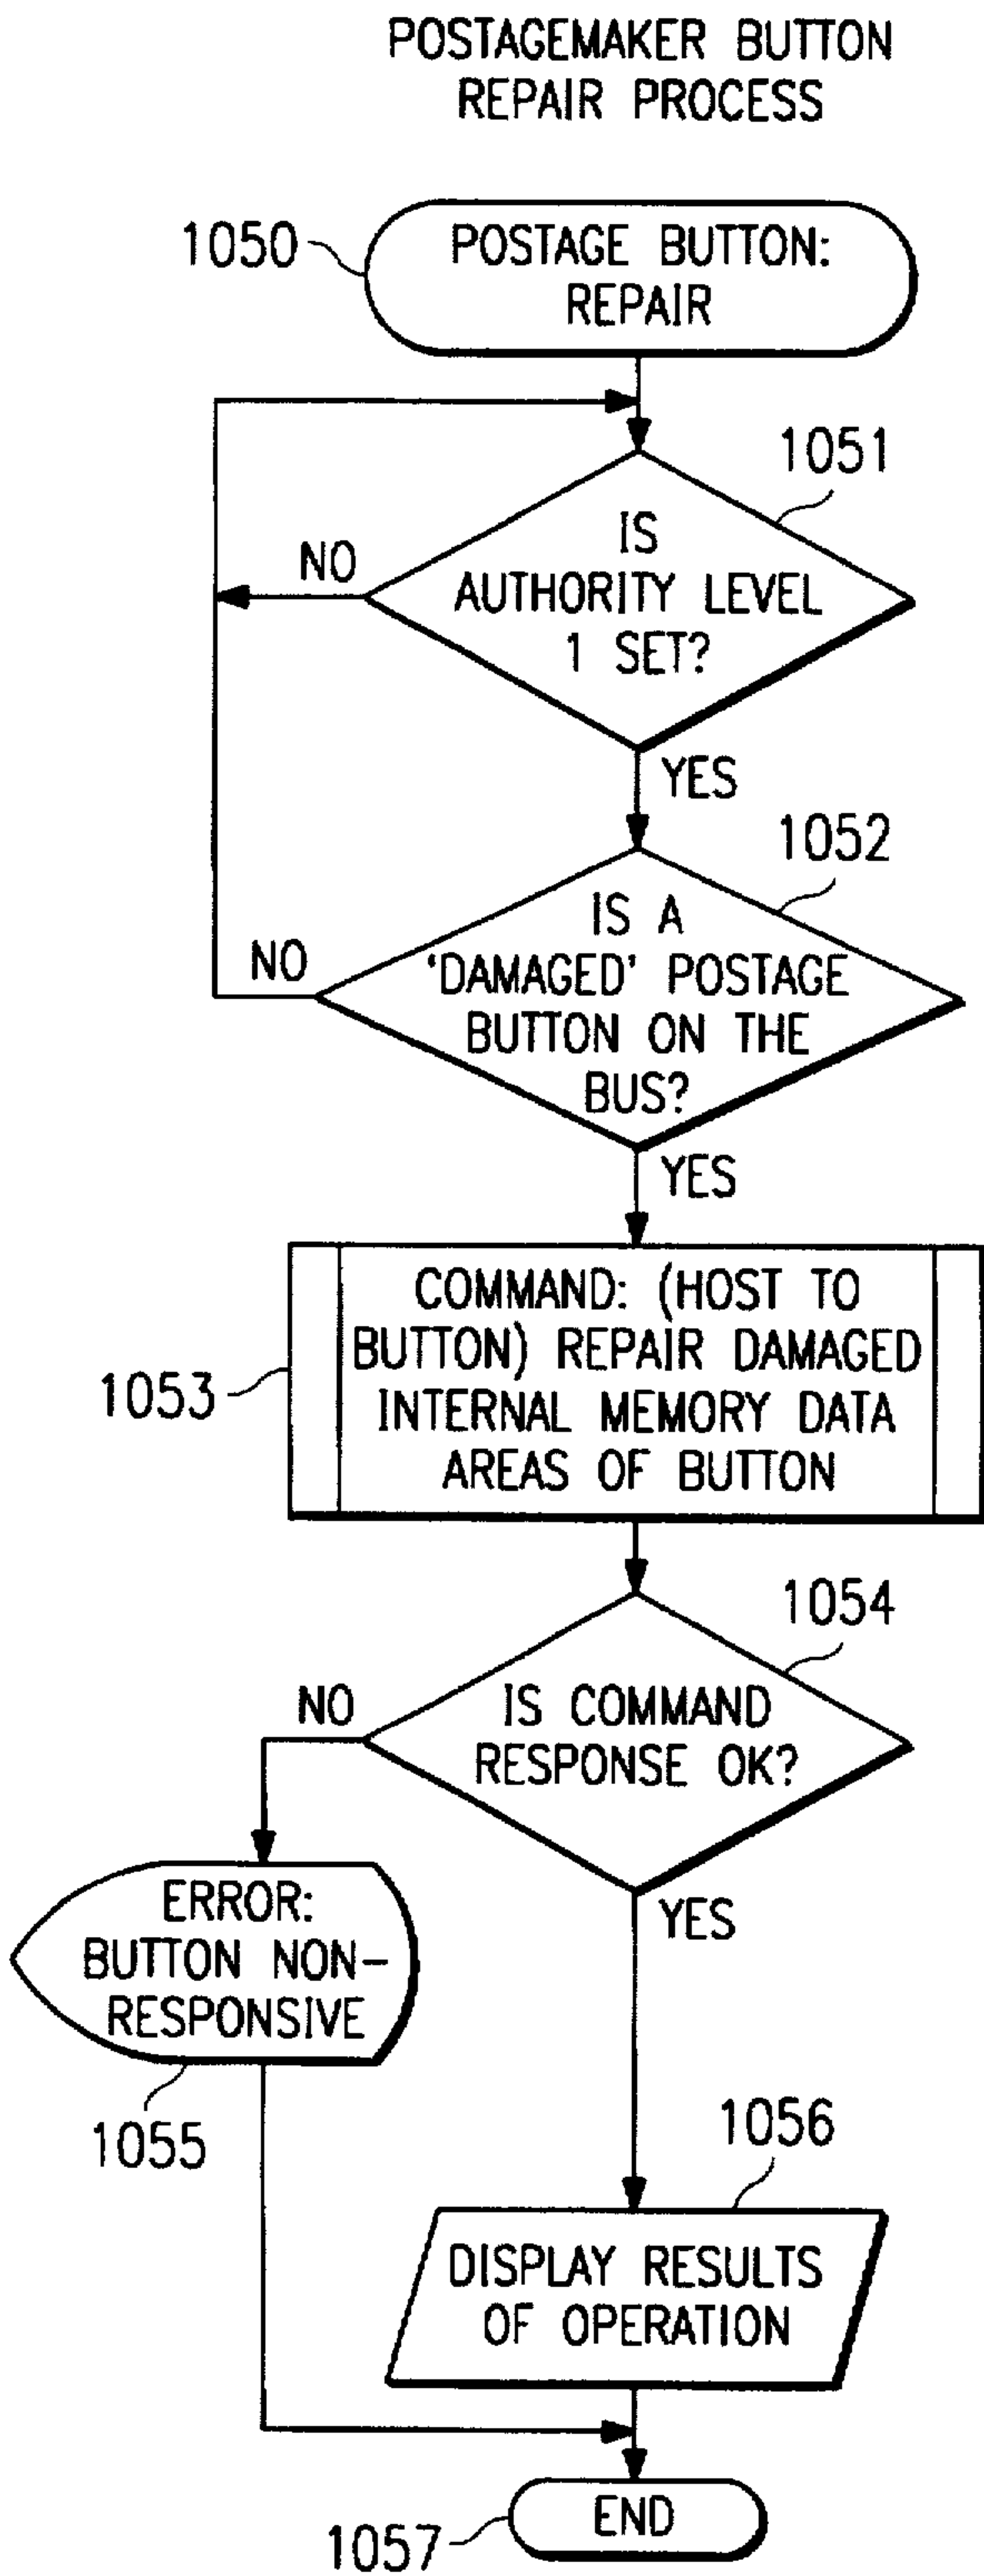 POSTAGEMAKER BUTTON
REPAIR PROCESS
1050
POSTAGE BUTTON:
REPAIR
1051
IS
AUTHORITY LEVEL
1 SET?
NO
YES
1052
IS A
'DAMAGED' POSTAGE
BUTTON ON THE
BUS?
NO
YES
1053
COMMAND: (HOST TO
BUTTON) REPAIR DAMAGED
INTERNAL MEMORY DATA
AREAS OF BUTTON
1054
IS COMMAND
RESPONSE OK?
NO
YES
ERROR:
BUTTON NON-
RESPONSIVE
1055
1056
DISPLAY RESULTS
OF OPERATION
END
1057